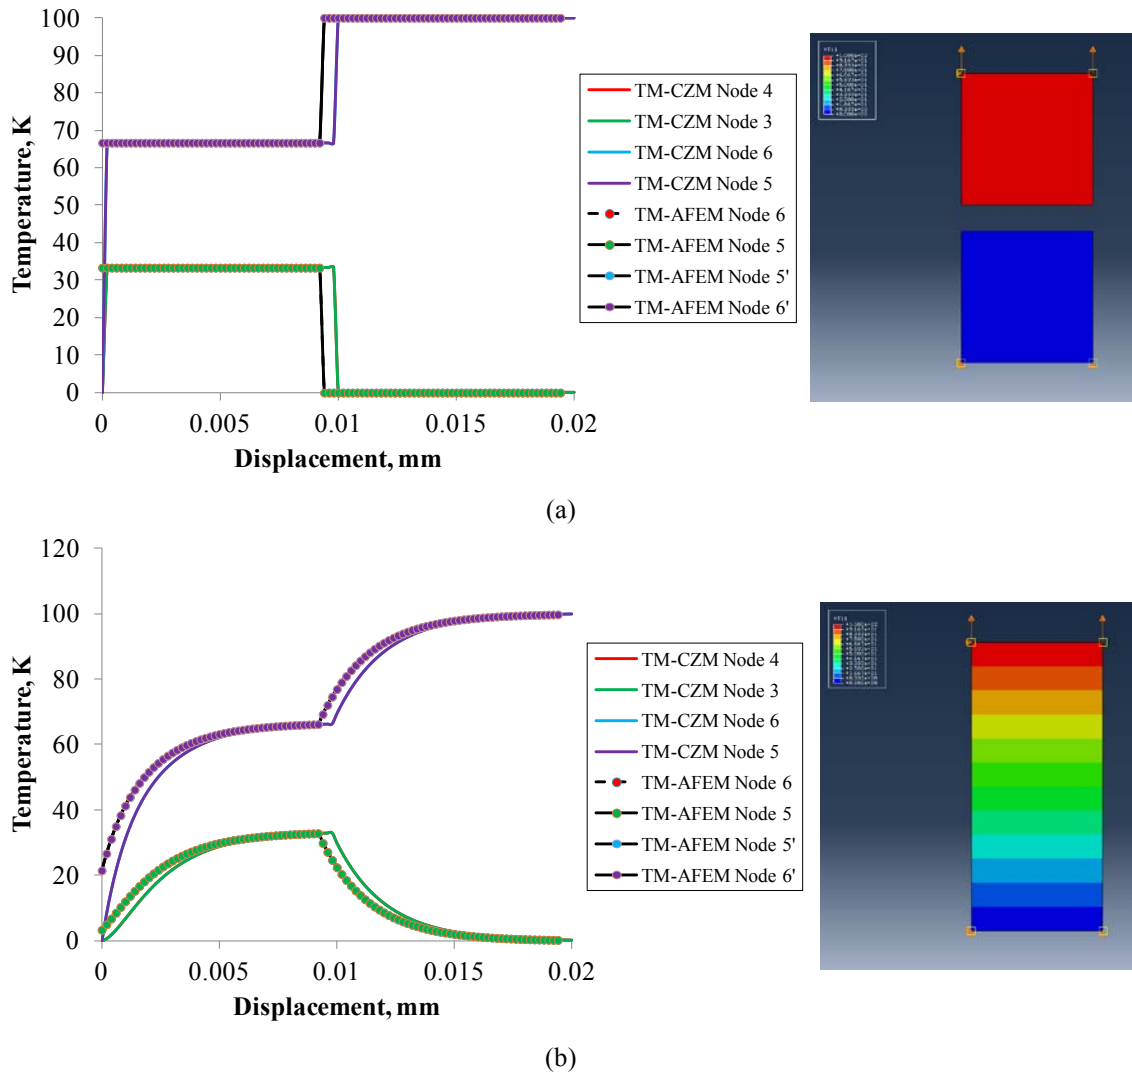 100
90
80
70
60
50
40
30
20
10
0
Temperature, K
0
0.005
0.01
0.015
0.02
Displacement, mm
TM-CZM Node 4
TM-CZM Node 3
TM-CZM Node 6
TM-CZM Node 5
TM-AFEM Node 6
TM-AFEM Node 5
TM-AFEM Node 5'
TM-AFEM Node 6'
(a)
120
100
80
60
40
20
0
Temperature, K
0
0.005
0.01
0.015
0.02
Displacement, mm
TM-CZM Node 4
TM-CZM Node 3
TM-CZM Node 6
TM-CZM Node 5
TM-AFEM Node 6
TM-AFEM Node 5
TM-AFEM Node 5'
TM-AFEM Node 6'
(b)